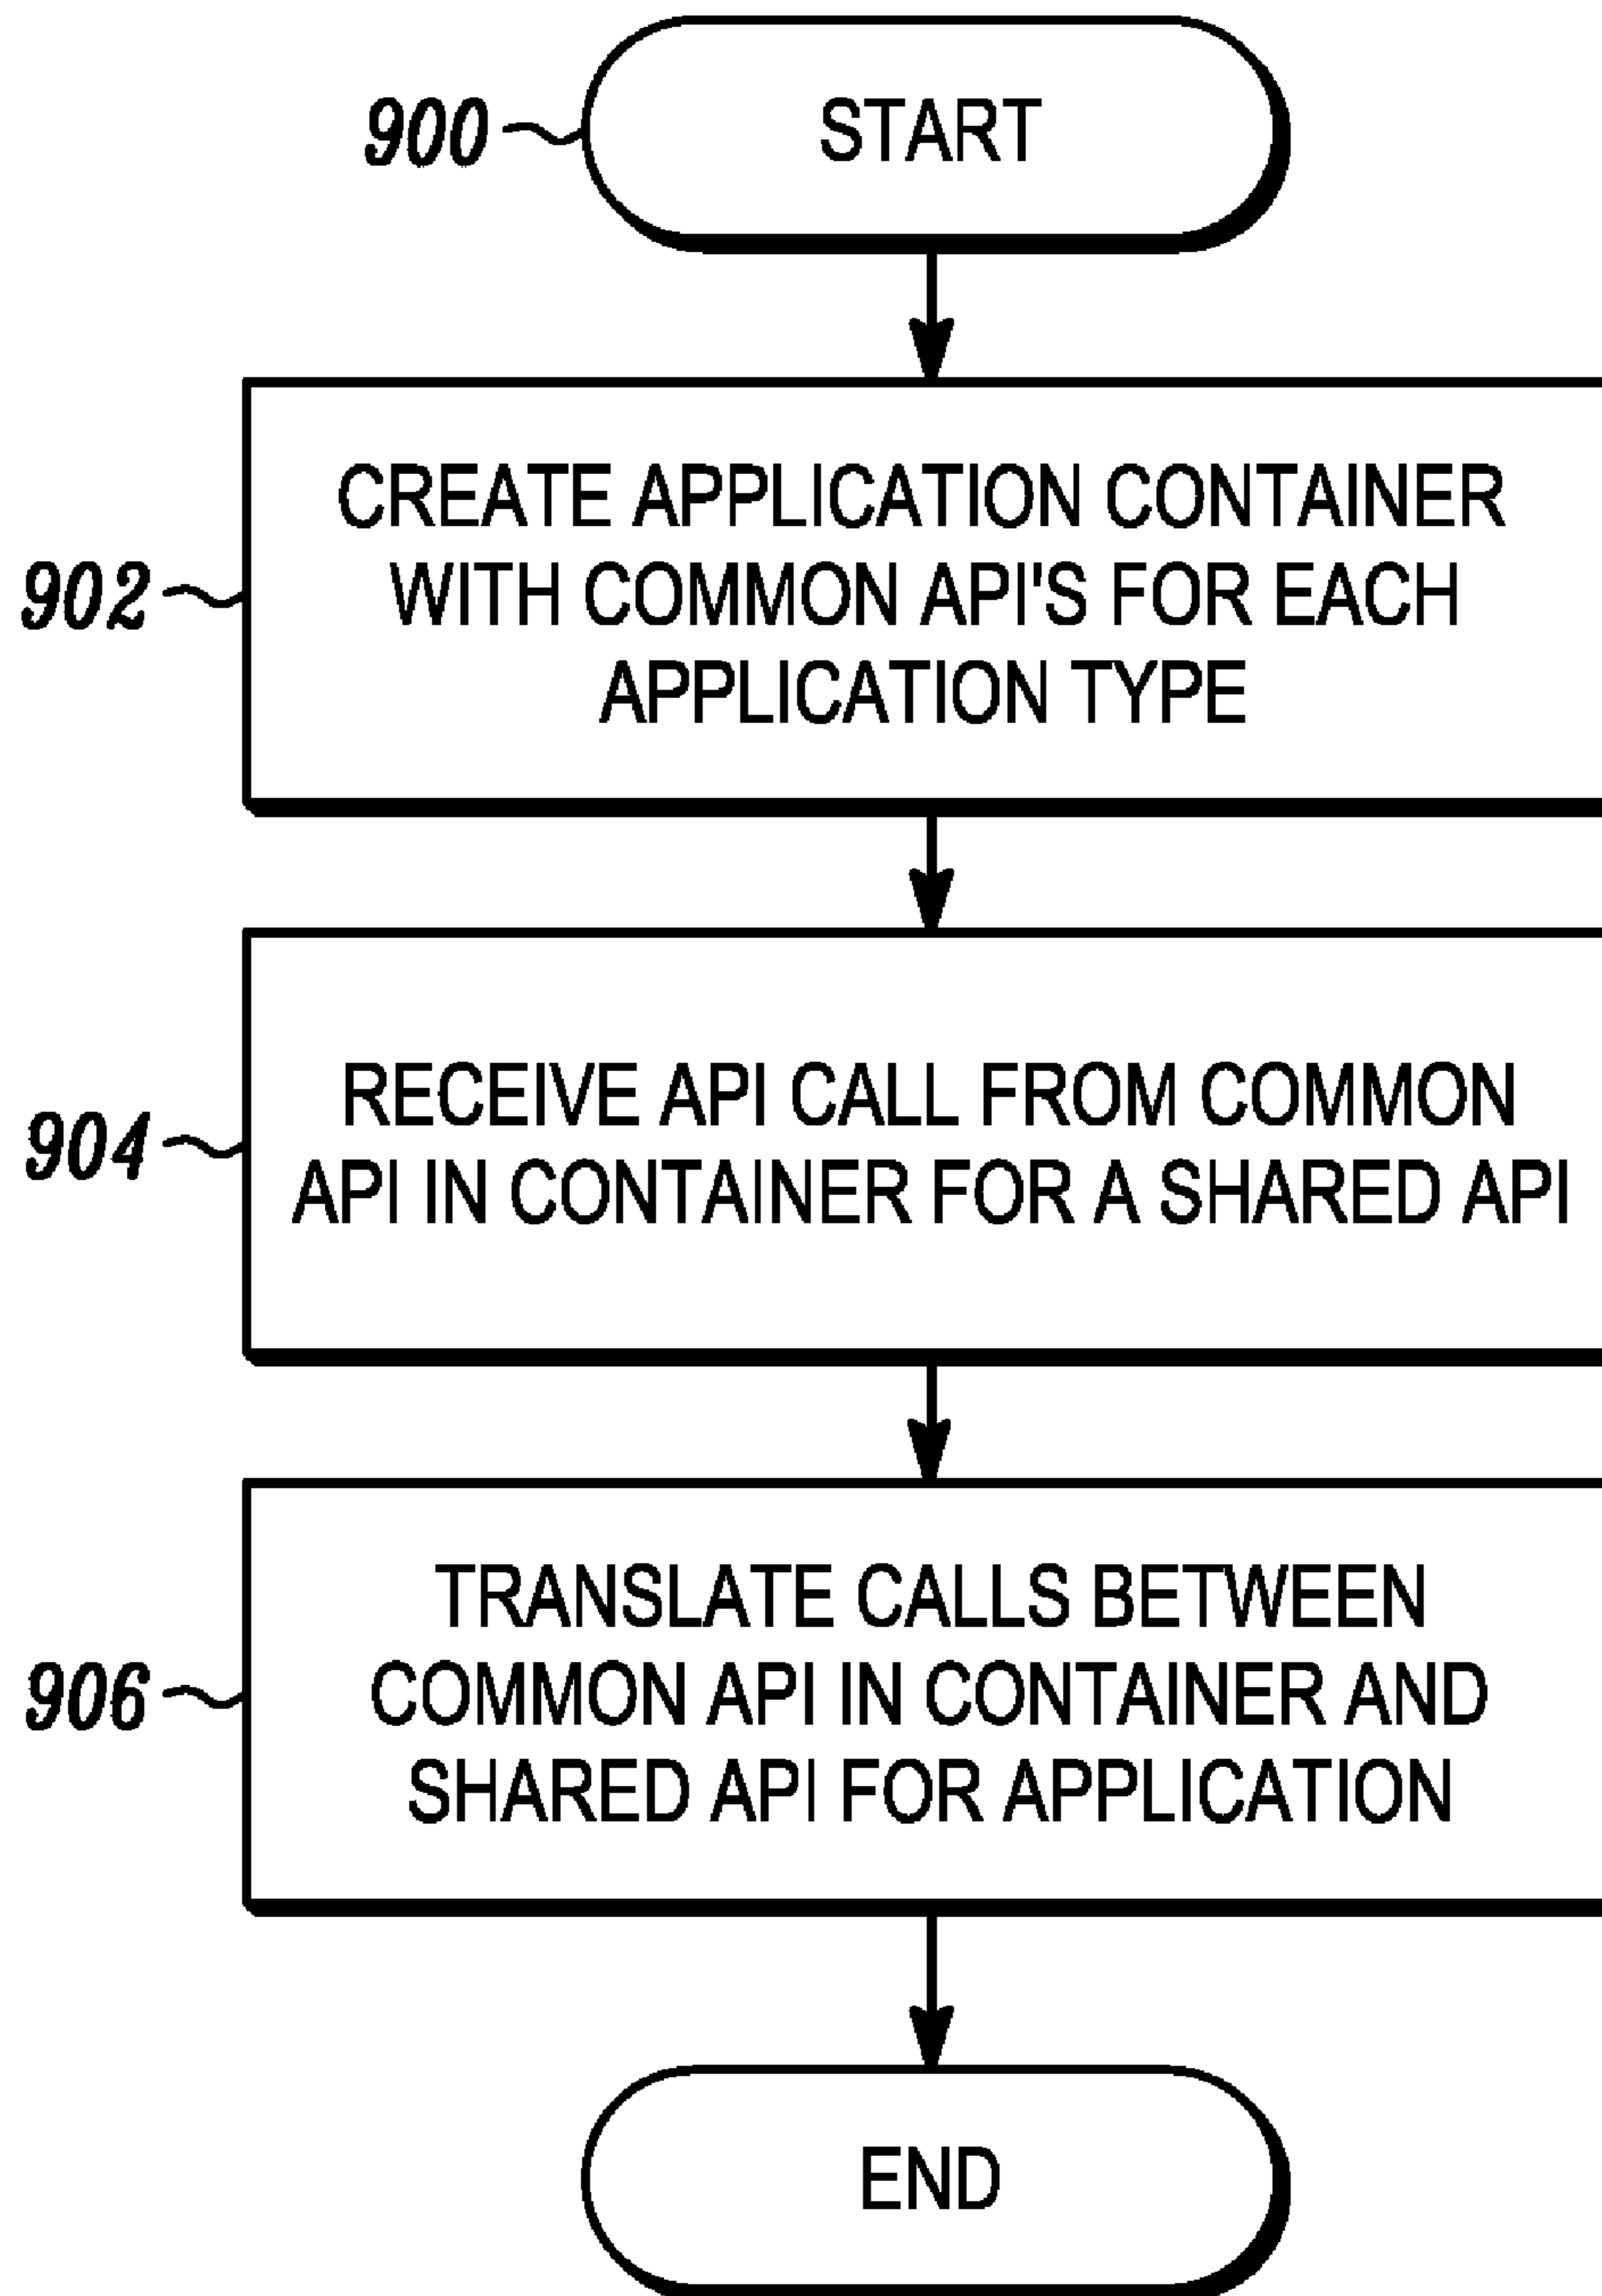 900
START
902
CREATE APPLICATION CONTAINER
WITH COMMON API'S FOR EACH
APPLICATION TYPE
904
RECEIVE API CALL FROM COMMON
API IN CONTAINER FOR A SHARED API
906
TRANSLATE CALLS BETWEEN
COMMON API IN CONTAINER AND
SHARED API FOR APPLICATION
END